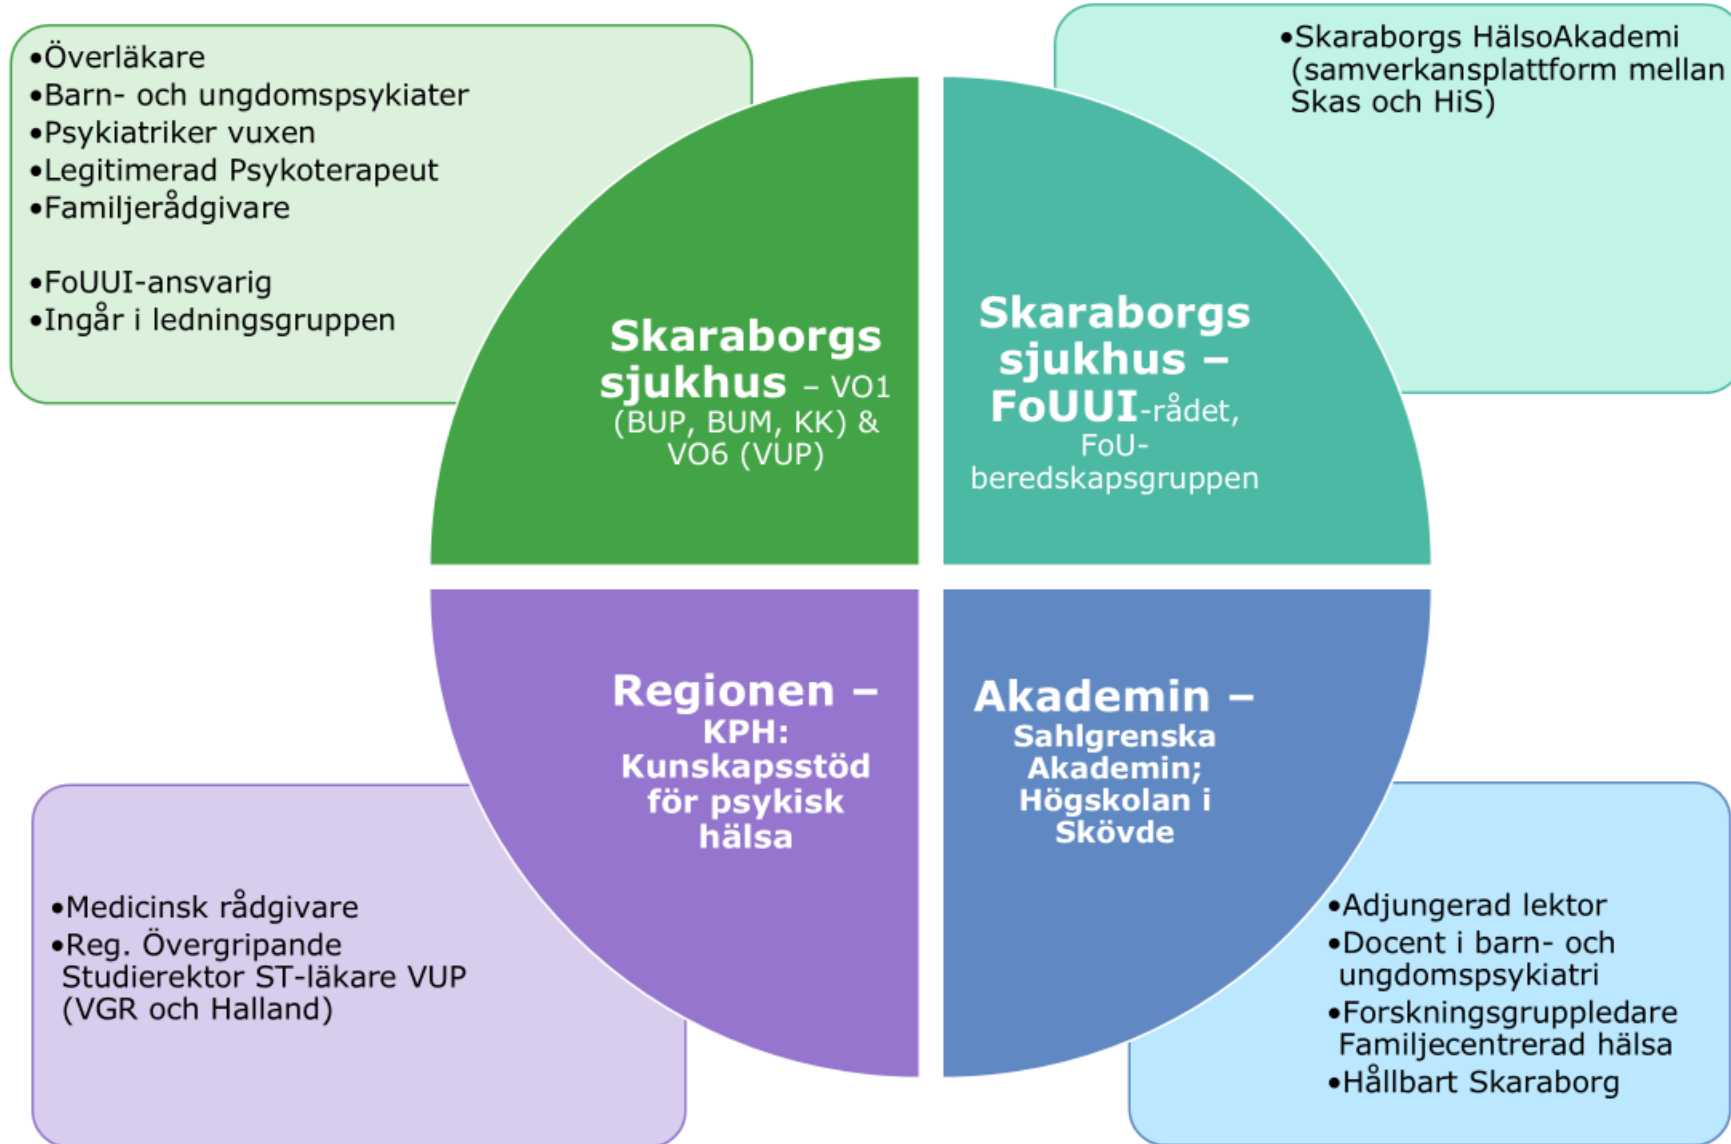 •Överläkare
•Barn- och ungdomspsykiater
•Psykiatriker vuxen
•Legitimerad Psykoterapeut
•Familjerådgivare
•FoUUI-ansvarig
•Ingår i ledningsgruppen
•Skaraborgs HälsoAkademi
(samverkansplattform mellan
Skas och HiS)
Skaraborgs
sjukhus – VO1
(BUP, BUM, KK) &
VO6 (VUP)
Skaraborgs
sjukhus –
FoUUI-rådet,
FoU-
beredskapsgruppen
Regionen –
KPH:
Kunskapsstöd
för psykisk
hälsa
Akademin –
Sahlgrenska
Akademin;
Högskolan i
Skövde
•Medicinsk rådgivare
•Reg. Övergripande
Studierektor ST-läkare VUP
(VGR och Halland)
•Adjungerad lektor
•Docent i barn- och
ungdomspsykiatri
•Forskningsgruppledare
Familjecentrerad hälsa
•Hållbart Skaraborg